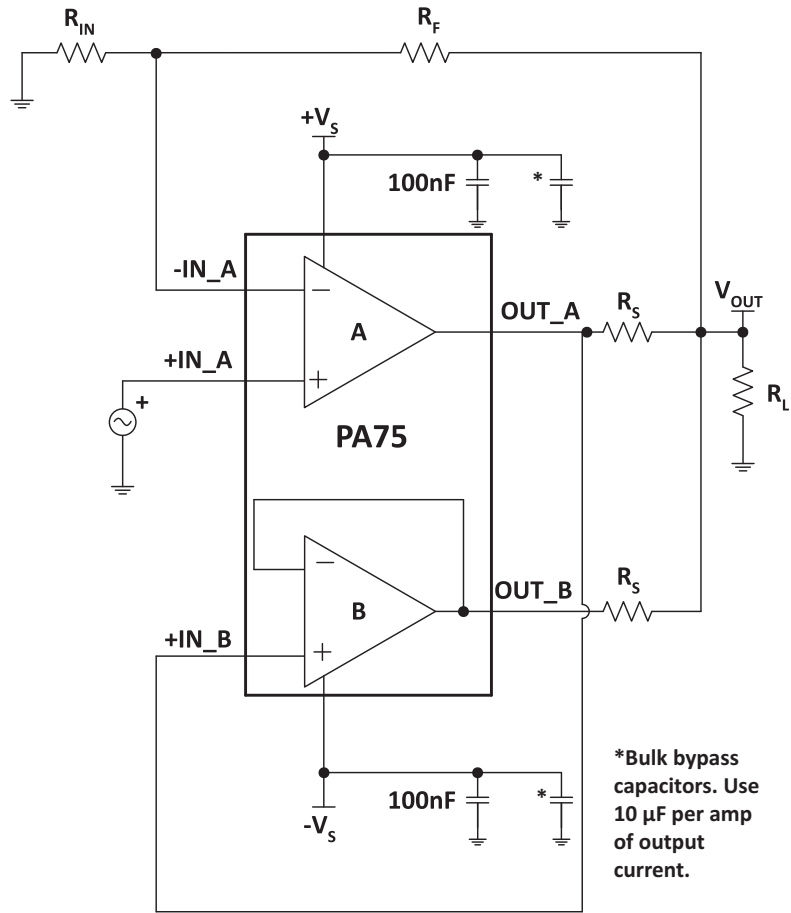 R_IN
R_F
+V_S
100nF
*
-IN_A
−
A
OUT_A
R_S
V_OUT
+IN_A
+
+
R_L
PA75
−
B
OUT_B
R_S
+IN_B
+
100nF
*
-V_S
*Bulk bypass
capacitors. Use
10 µF per amp
of output
current.